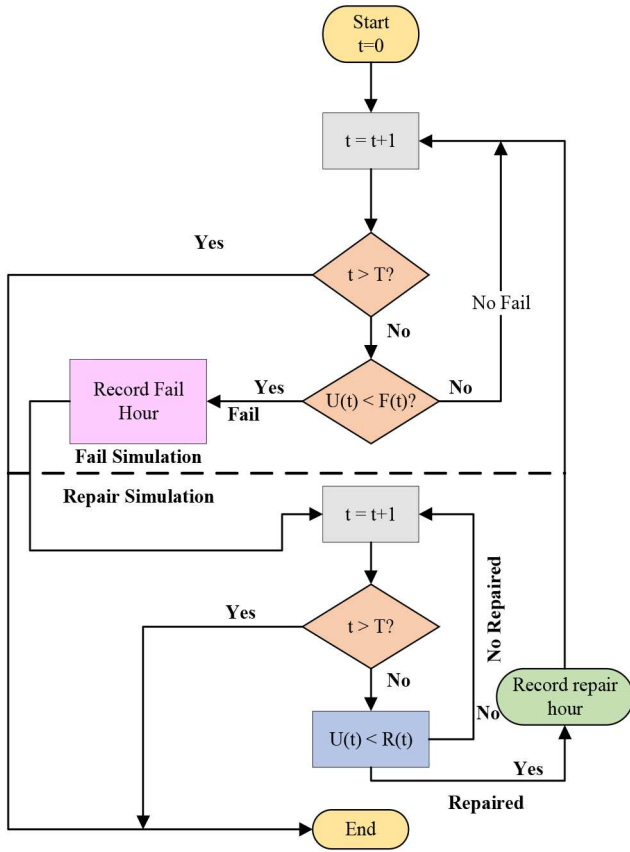 Start
t=0
t = t+1
Yes
t > T?
No
No Fail
Record Fail
Hour
Yes
Fail
U(t) < F(t)?
No
Fail Simulation
Repair Simulation
t = t+1
No Repaired
Yes
t > T?
No
Record repair
hour
U(t) < R(t)
No
Yes
Repaired
End